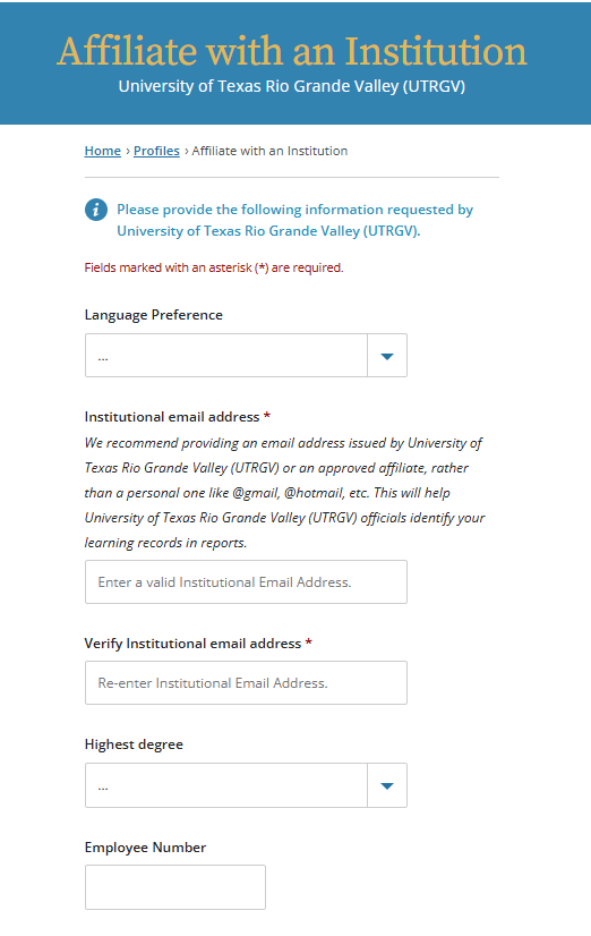 Affiliate with an Institution
University of Texas Rio Grande Valley (UTRGV)
Home › Profiles › Affiliate with an Institution
Please provide the following information requested by
University of Texas Rio Grande Valley (UTRGV).
Fields marked with an asterisk (*) are required.
Language Preference
...
Institutional email address *
We recommend providing an email address issued by University of
Texas Rio Grande Valley (UTRGV) or an approved affiliate, rather
than a personal one like @gmail, @hotmail, etc. This will help
University of Texas Rio Grande Valley (UTRGV) officials identify your
learning records in reports.
Enter a valid Institutional Email Address.
Verify Institutional email address *
Re-enter Institutional Email Address.
Highest degree
...
Employee Number